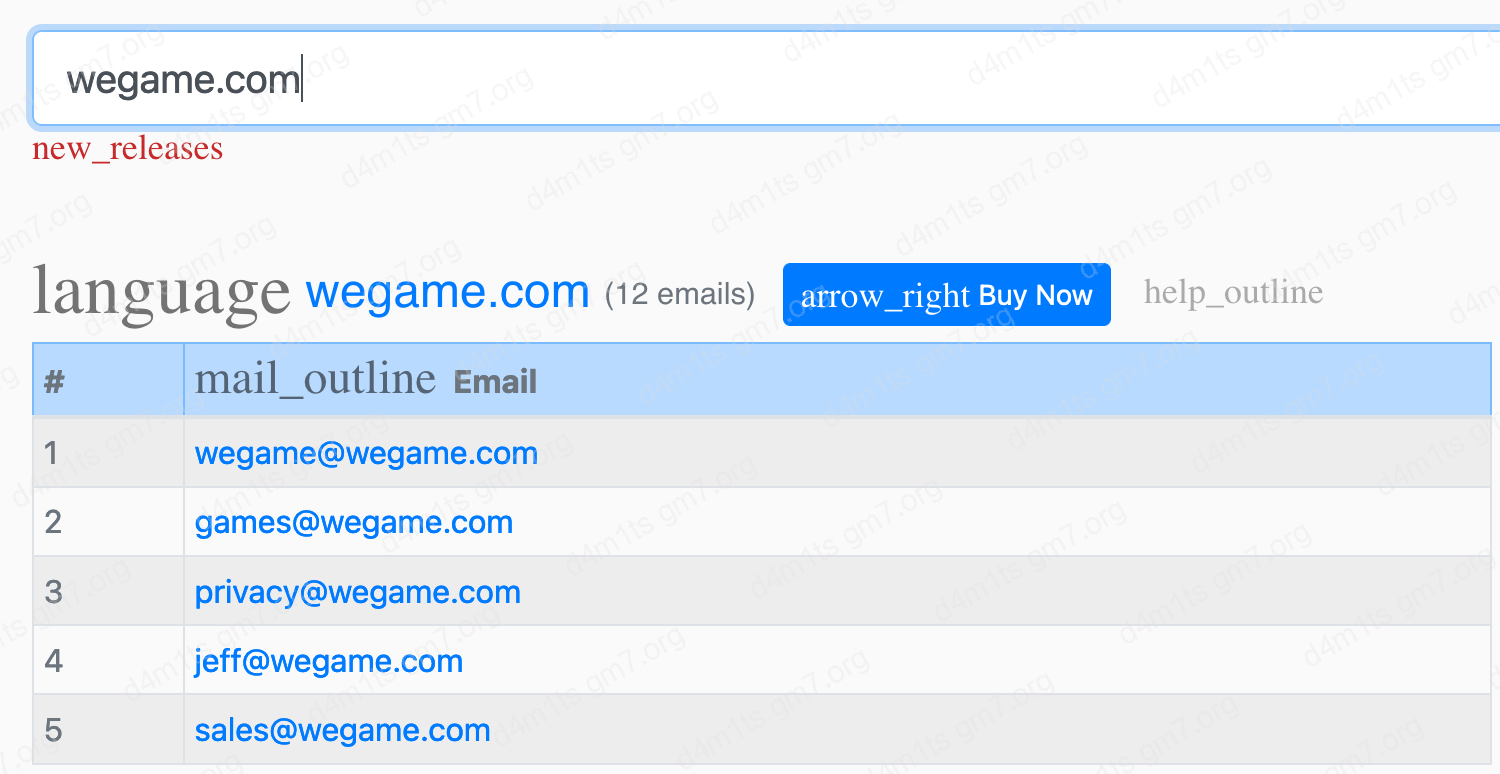 wegame.com
new_releases
language wegame.com (12 emails) arrow_right Buy Now help_outline
# mail_outline Email
1 wegame@wegame.com
2 games@wegame.com
3 privacy@wegame.com
4 jeff@wegame.com
5 sales@wegame.com
d4m1ts gm7.org